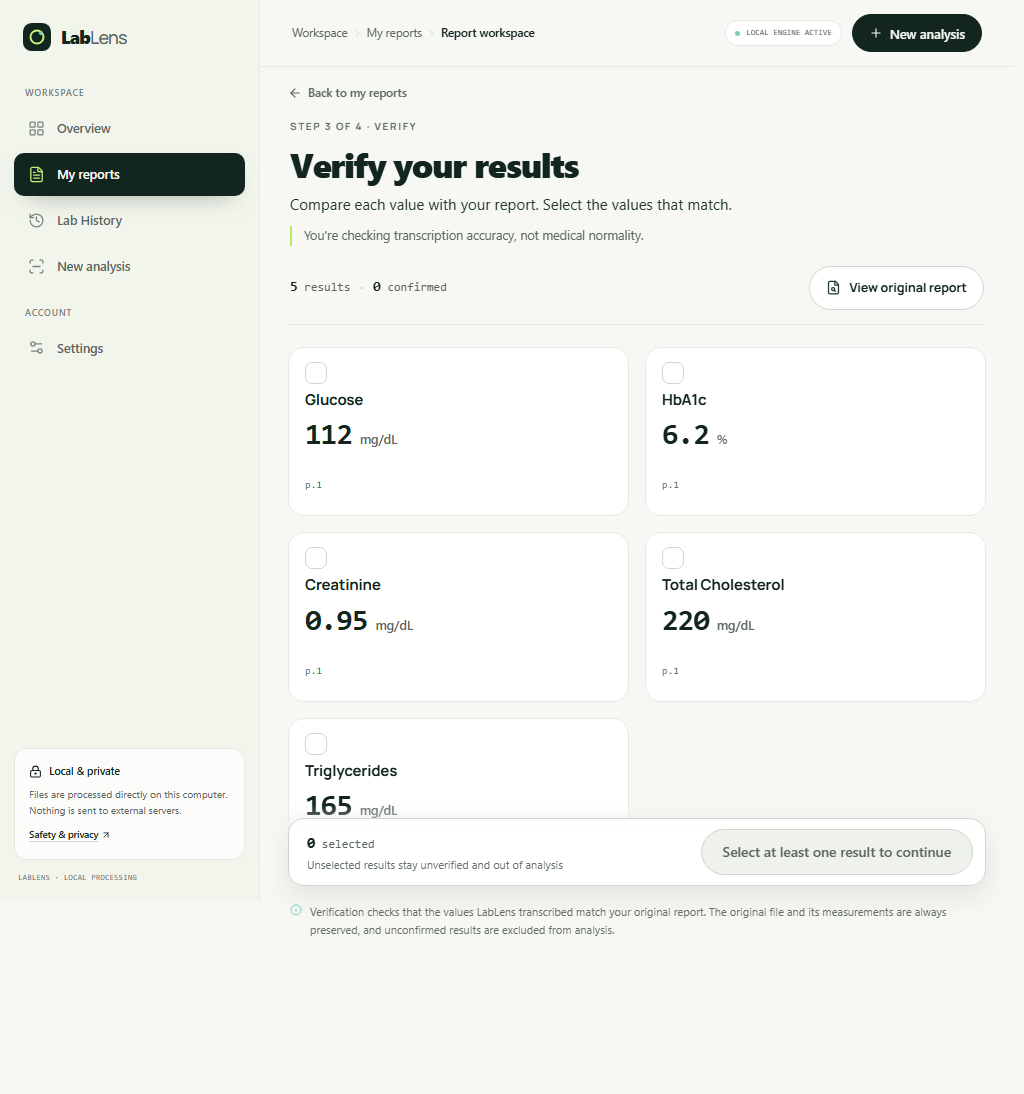 LabLens
WORKSPACE
Overview
My reports
Lab History
New analysis
ACCOUNT
Settings
Local & private
Files are processed directly on this computer.
Nothing is sent to external servers.
Safety & privacy ↗
LABLENS · LOCAL PROCESSING
Workspace › My reports › Report workspace
LOCAL ENGINE ACTIVE
+ New analysis
← Back to my reports
STEP 3 OF 4 · VERIFY
Verify your results
Compare each value with your report. Select the values that match.
You're checking transcription accuracy, not medical normality.
5 results · 0 confirmed
View original report
Glucose
112 mg/dL
p.1
HbA1c
6.2 %
p.1
Creatinine
0.95 mg/dL
p.1
Total Cholesterol
220 mg/dL
p.1
Triglycerides
165 mg/dL
0 selected
Unselected results stay unverified and out of analysis
Select at least one result to continue
Verification checks that the values LabLens transcribed match your original report. The original file and its measurements are always
preserved, and unconfirmed results are excluded from analysis.